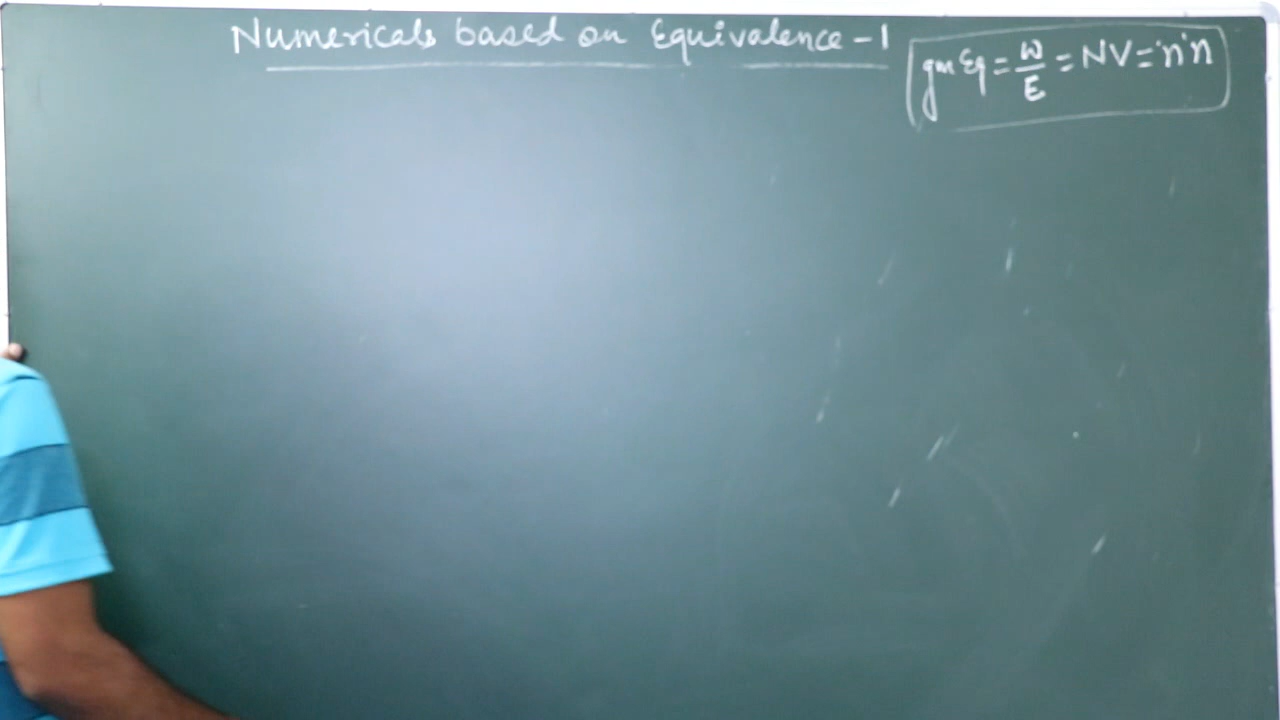 Numericals based on Equivalence - 1
gm Eq = W/E = NV = 'n'n